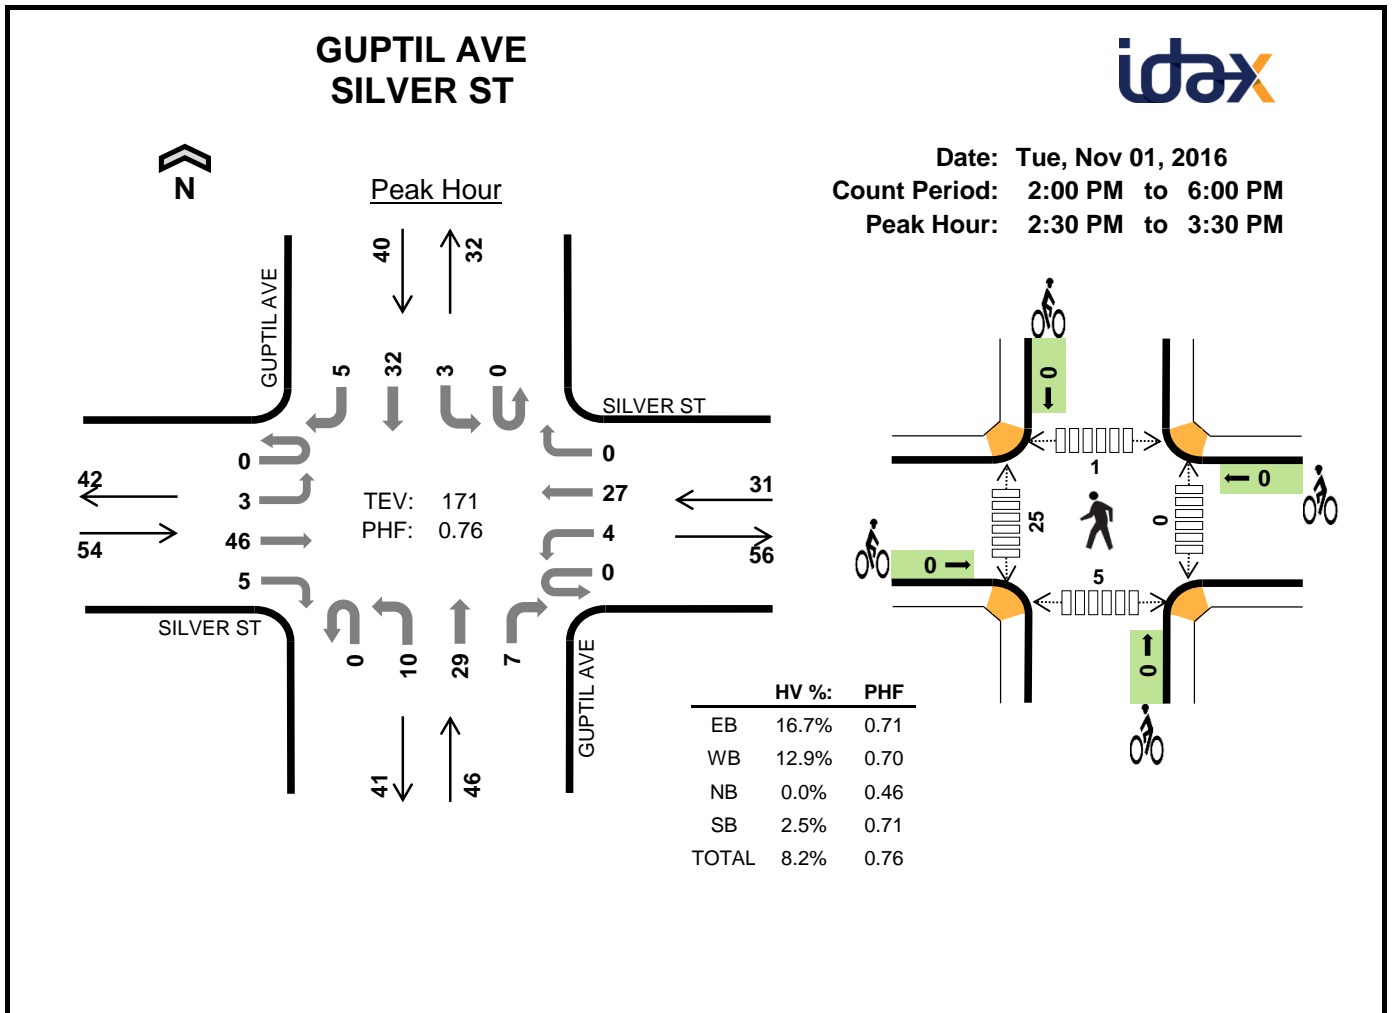 GUPTIL AVE
SILVER ST
idax
N
Peak Hour
Date: Tue, Nov 01, 2016
Count Period: 2:00 PM to 6:00 PM
Peak Hour: 2:30 PM to 3:30 PM
40
32
GUPTIL AVE
5
32
3
0
SILVER ST
0
3
46
5
42
54
TEV: 171
PHF: 0.76
0
27
4
0
31
56
SILVER ST
0
10
29
7
GUPTIL AVE
41
46
0
1
0
25
0
0
5
0
HV %: PHF
EB 16.7% 0.71
WB 12.9% 0.70
NB 0.0% 0.46
SB 2.5% 0.71
TOTAL 8.2% 0.76